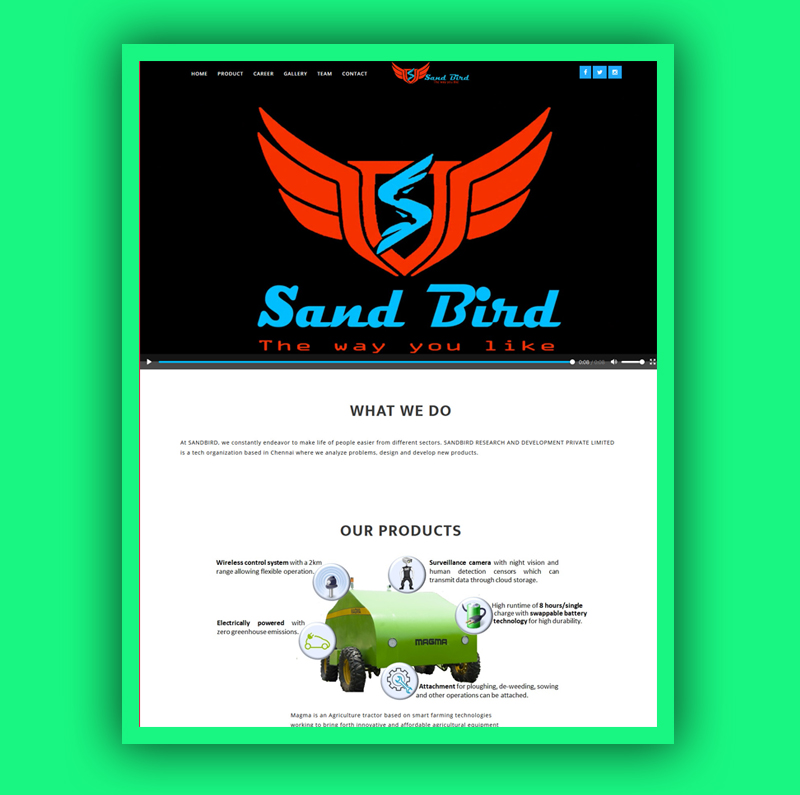 HOME PRODUCT CAREER GALLERY TEAM CONTACT
Sand Bird
Sand Bird
The way you like
0:08 / 0:08
WHAT WE DO
At SANDBIRD, we constantly endeavor to make life of people easier from different sectors. SANDBIRD RESEARCH AND DEVELOPMENT PRIVATE LIMITED
is a tech organization based in Chennai where we analyze problems, design and develop new products.
OUR PRODUCTS
Wireless control system with a 2km
range allowing flexible operation.
Surveillance camera with night vision and
human detection censors which can
transmit data through cloud storage.
High runtime of 8 hours/single
charge with swappable battery
technology for high durability.
Electrically powered with
zero greenhouse emissions.
MAGMA
Attachment for ploughing, de-weeding, sowing
and other operations can be attached.
Magma is an Agriculture tractor based on smart farming technologies
working to bring forth innovative and affordable agricultural equipment